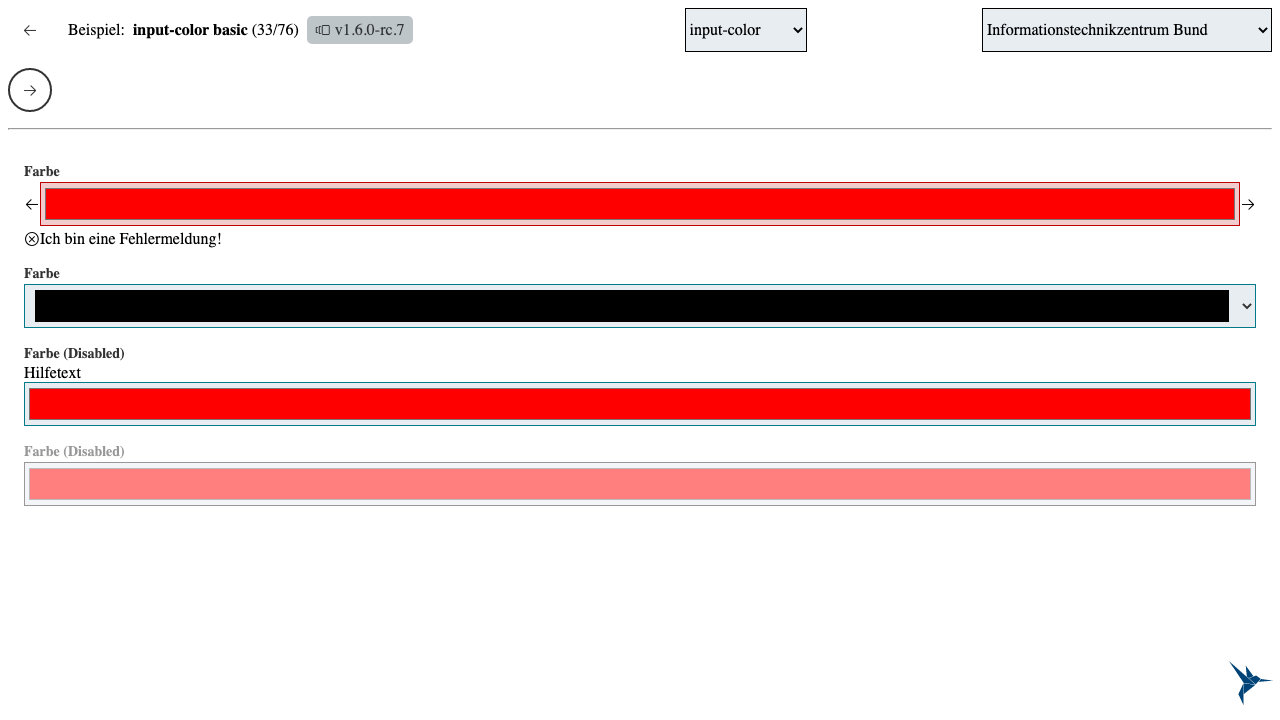 Beispiel: input-color basic (33/76) v1.6.0-rc.7 input-color Informationstechnikzentrum Bund
Farbe
Ich bin eine Fehlermeldung!
Farbe
Farbe (Disabled)
Hilfetext
Farbe (Disabled)